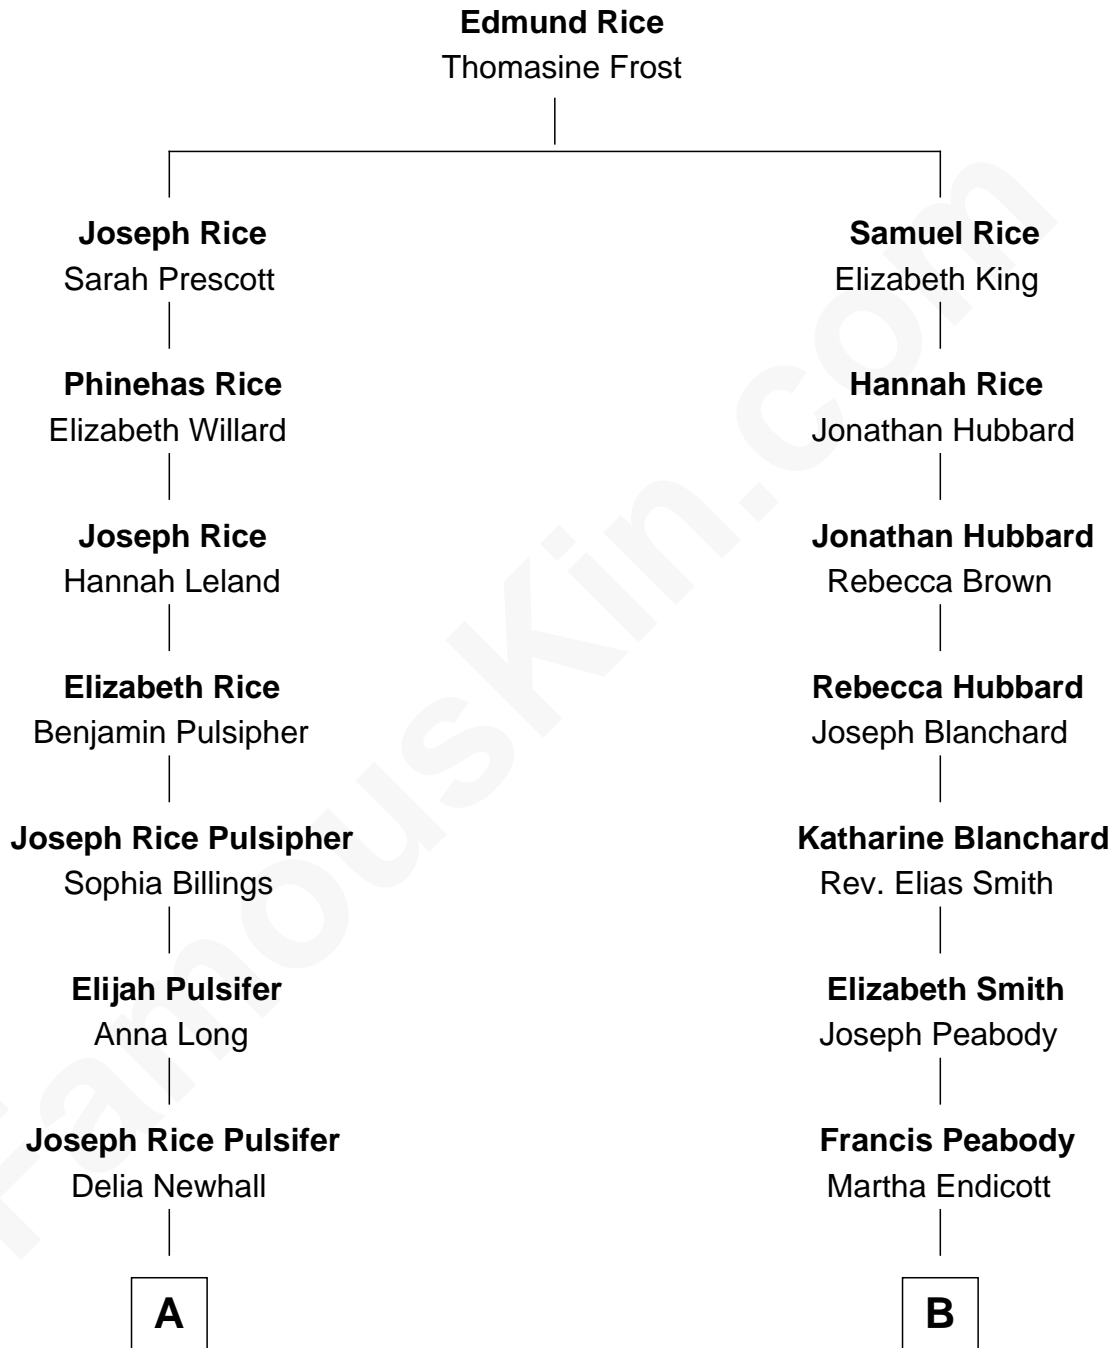 Edmund Rice
Thomasine Frost
Joseph Rice
Sarah Prescott
Phinehas Rice
Elizabeth Willard
Joseph Rice
Hannah Leland
Elizabeth Rice
Benjamin Pulsipher
Joseph Rice Pulsipher
Sophia Billings
Elijah Pulsifer
Anna Long
Joseph Rice Pulsifer
Delia Newhall
A
Samuel Rice
Elizabeth King
Hannah Rice
Jonathan Hubbard
Jonathan Hubbard
Rebecca Brown
Rebecca Hubbard
Joseph Blanchard
Katharine Blanchard
Rev. Elias Smith
Elizabeth Smith
Joseph Peabody
Francis Peabody
Martha Endicott
B
FamousKin.com